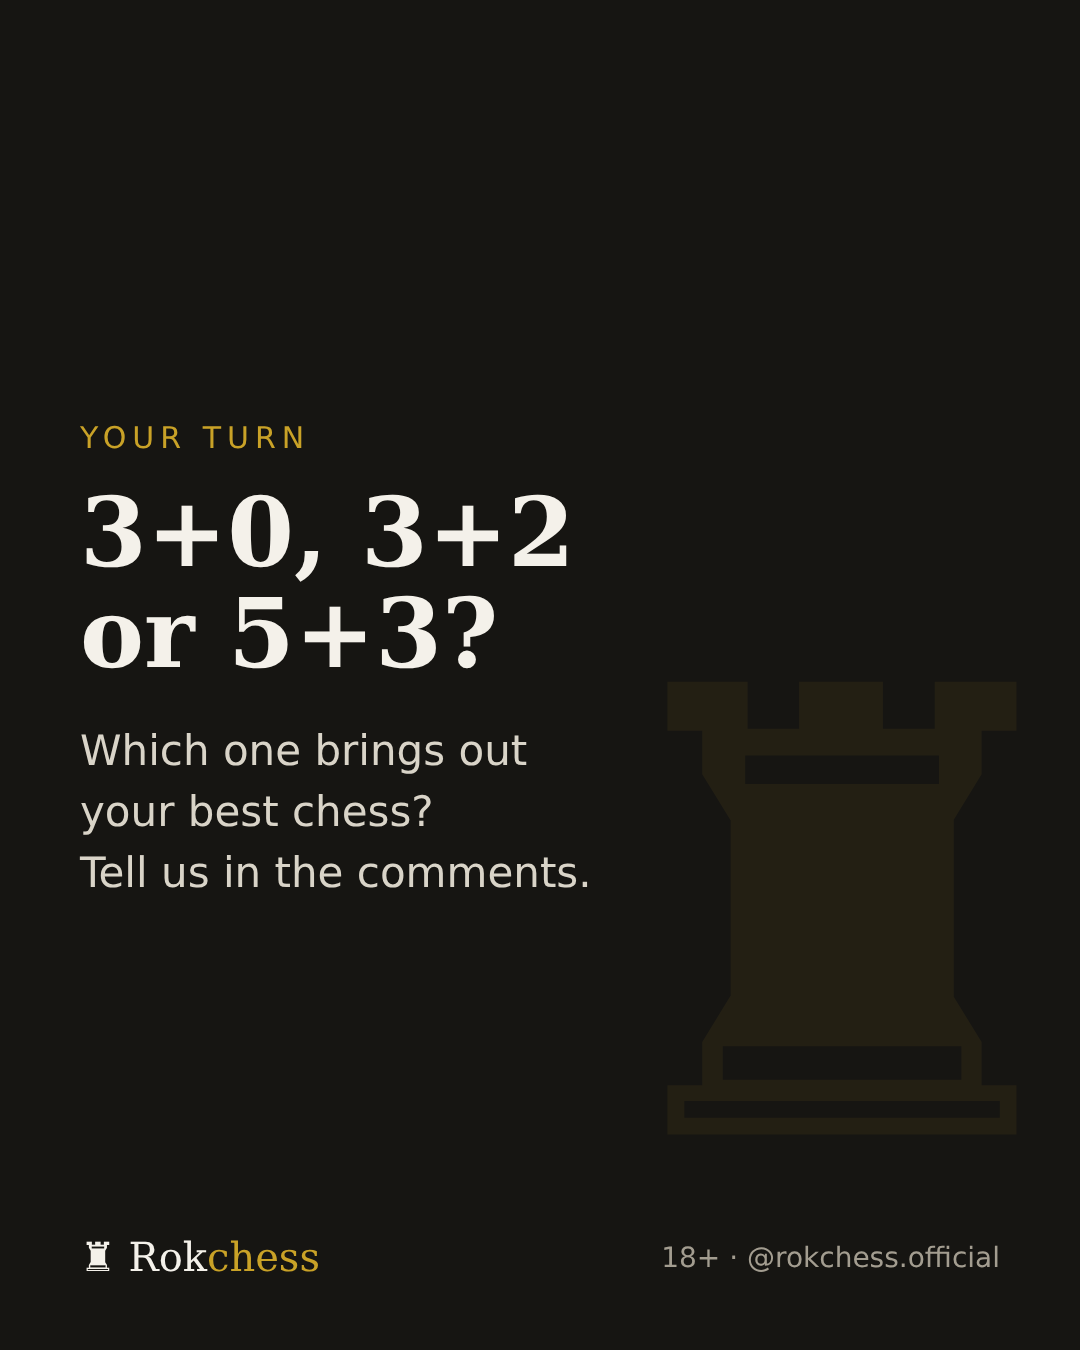 YOUR TURN
3+0, 3+2
or 5+3?
Which one brings out
your best chess?
Tell us in the comments.
♜ Rokchess
18+ · @rokchess.official